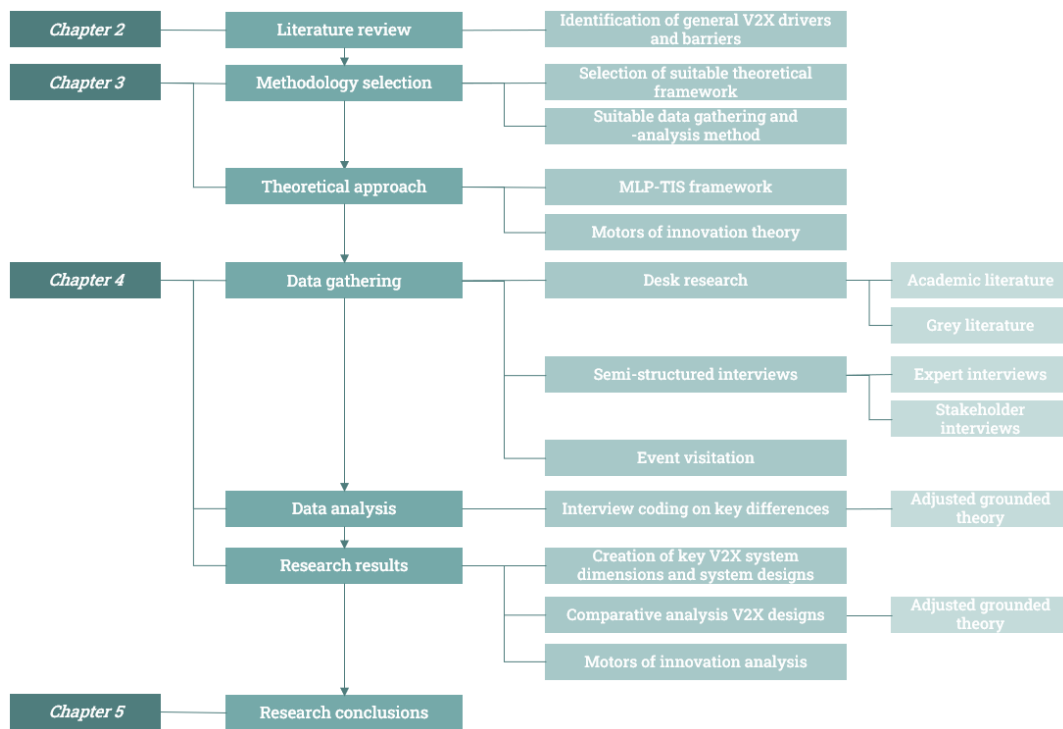 Chapter 2
Literature review
Identification of general V2X drivers
and barriers
Chapter 3
Methodology selection
Selection of suitable theoretical
framework
Suitable data gathering and
-analysis method
Theoretical approach
MLP-TIS framework
Motors of innovation theory
Chapter 4
Data gathering
Desk research
Academic literature
Grey literature
Semi-structured interviews
Expert interviews
Stakeholder
interviews
Event visitation
Data analysis
Interview coding on key differences
Adjusted grounded
theory
Research results
Creation of key V2X system
dimensions and system designs
Comparative analysis V2X designs
Adjusted grounded
theory
Motors of innovation analysis
Chapter 5
Research conclusions